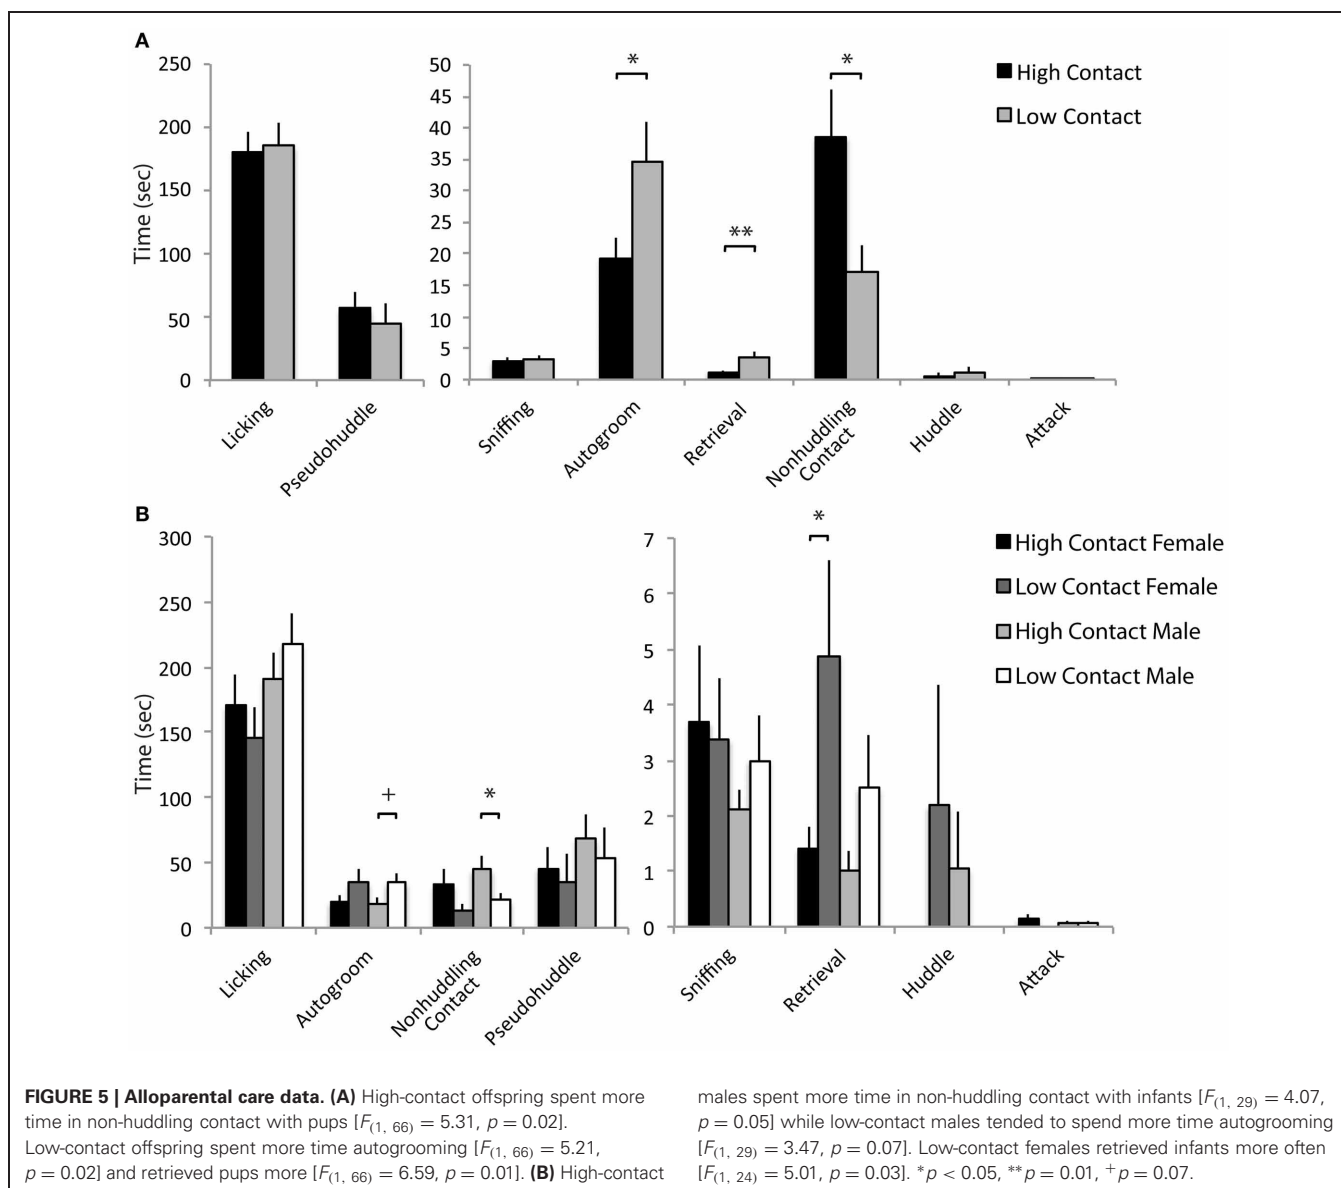 A
250
200
150
100
50
0
Time (sec)
Licking
Pseudohuddle
50
45
40
35
30
25
20
15
10
5
0
*
**
*
Sniffing
Autogroom
Retrieval
Nonhuddling
Contact
Huddle
Attack
High Contact
Low Contact
B
300
250
200
150
100
50
0
Time (sec)
+
*
Licking
Autogroom
Nonhuddling
Contact
Pseudohuddle
7
6
5
4
3
2
1
0
*
Sniffing
Retrieval
Huddle
Attack
High Contact Female
Low Contact Female
High Contact Male
Low Contact Male
FIGURE 5 | Alloparental care data. (A) High-contact offspring spent more
time in non-huddling contact with pups [F(1, 66) = 5.31, p = 0.02].
Low-contact offspring spent more time autogrooming [F(1, 66) = 5.21,
p = 0.02] and retrieved pups more [F(1, 66) = 6.59, p = 0.01]. (B) High-contact
males spent more time in non-huddling contact with infants [F(1, 29) = 4.07,
p = 0.05] while low-contact males tended to spend more time autogrooming
[F(1, 29) = 3.47, p = 0.07]. Low-contact females retrieved infants more often
[F(1, 24) = 5.01, p = 0.03]. *p < 0.05, **p = 0.01, +p = 0.07.